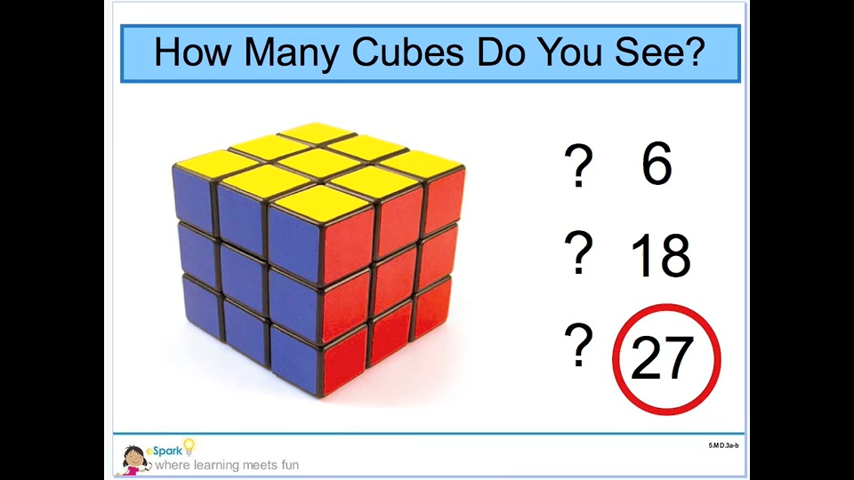 How Many Cubes Do You See?
? 6
? 18
? 27
5.MD.3a-b
eSpark
where learning meets fun